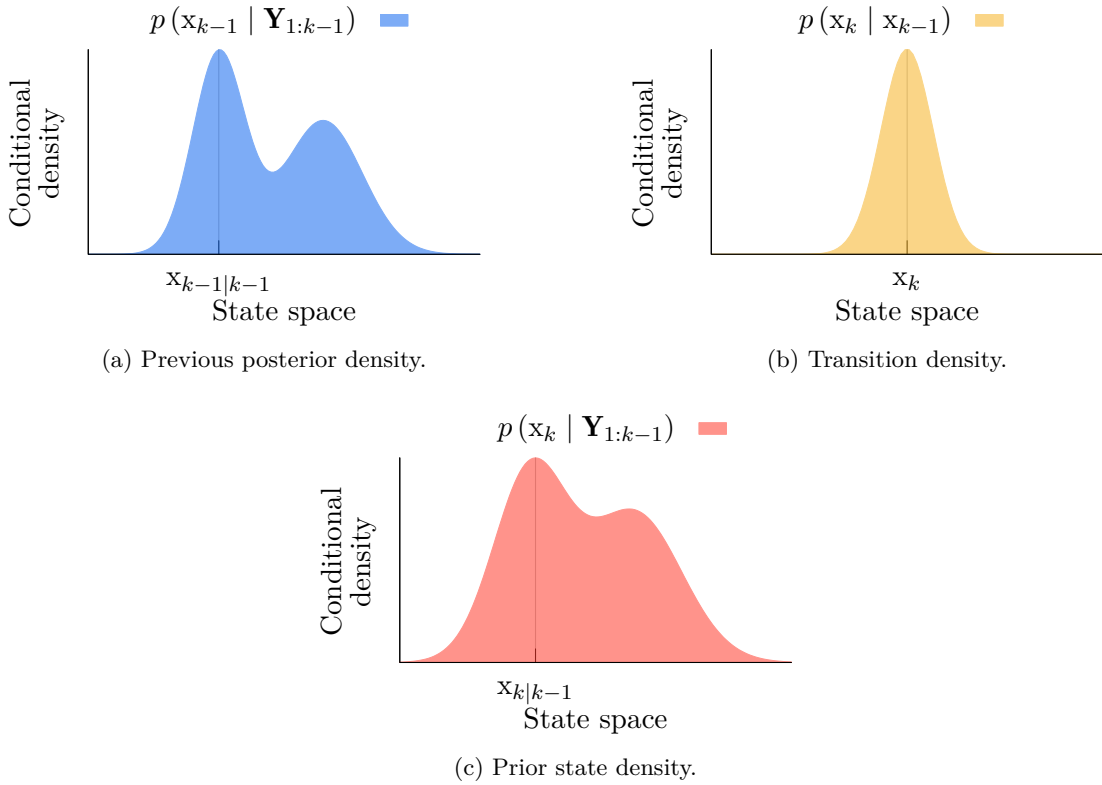 p (x_{k−1} | Y_{1:k−1})
Conditional
density
x_{k−1|k−1}
State space
(a) Previous posterior density.
p (x_k | x_{k−1})
Conditional
density
x_k
State space
(b) Transition density.
p (x_k | Y_{1:k−1})
Conditional
density
x_{k|k−1}
State space
(c) Prior state density.